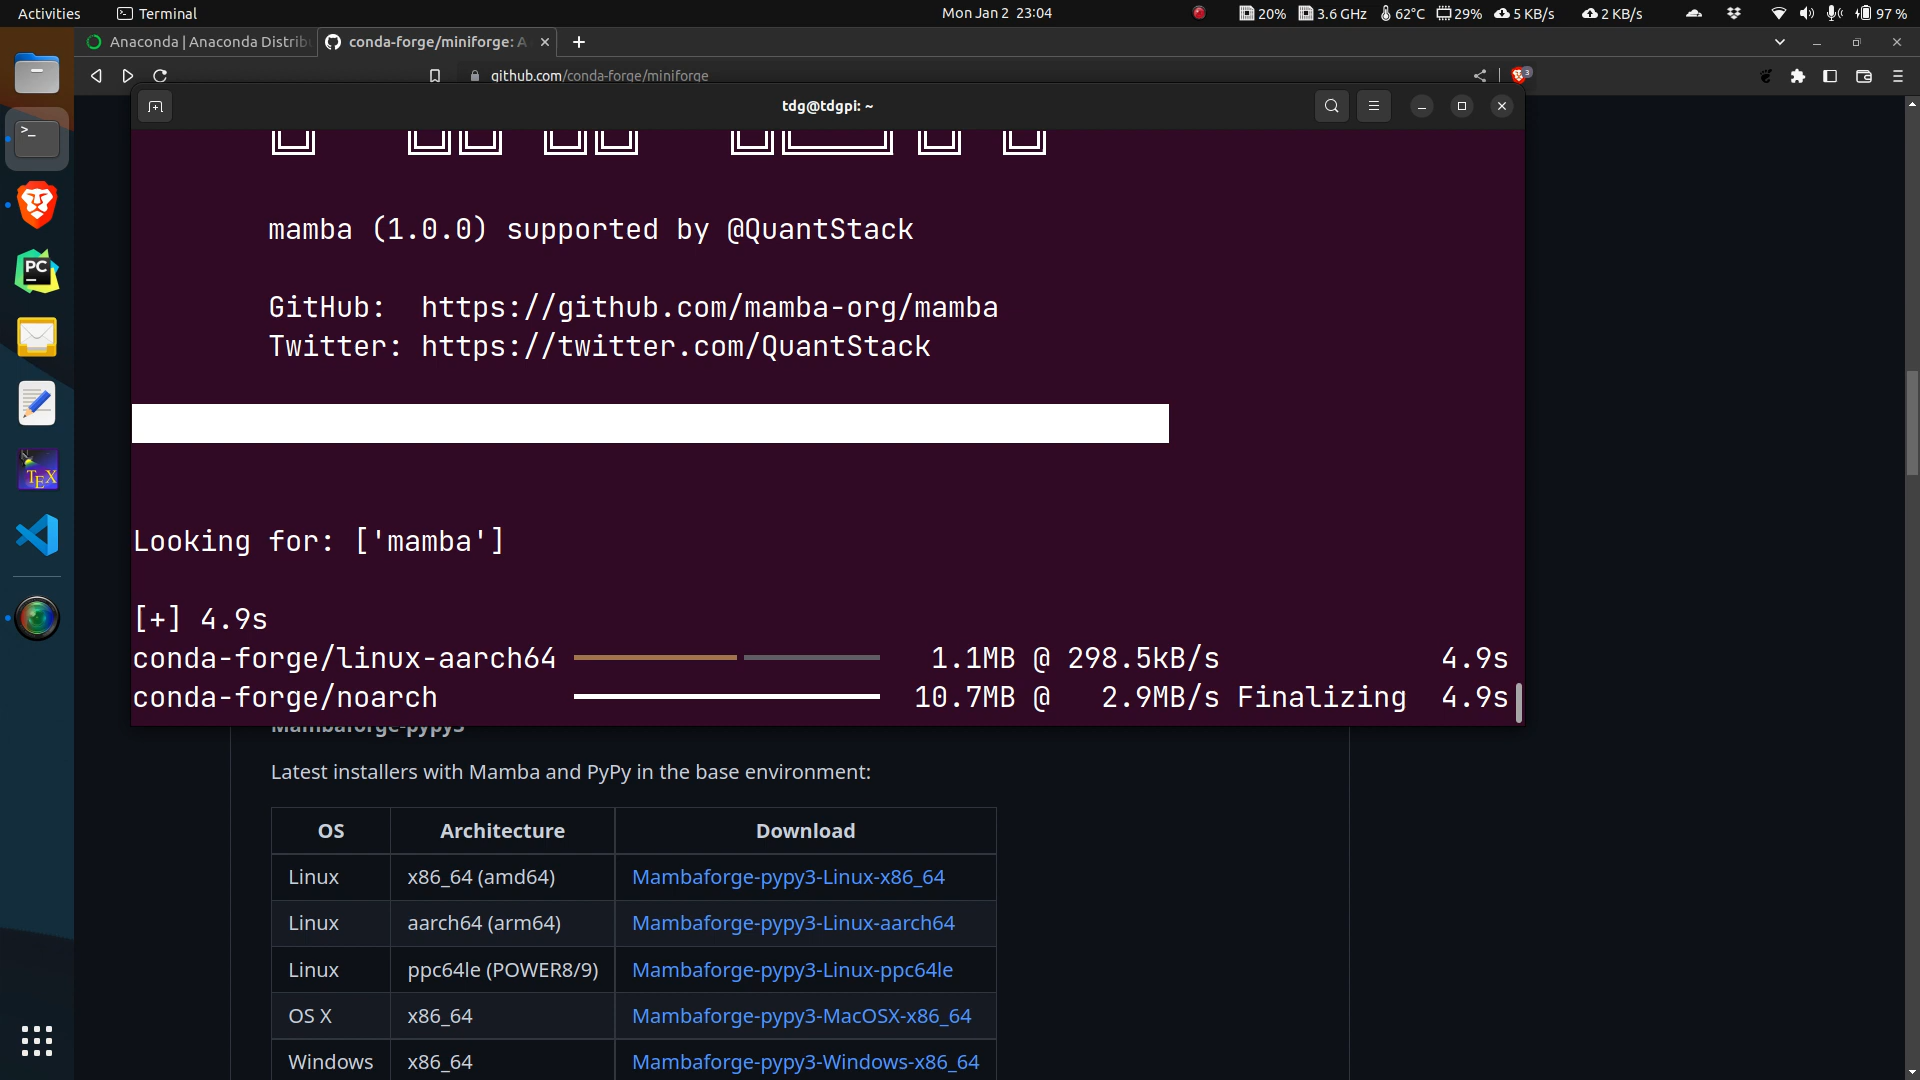 Activities
Terminal
Mon Jan 2 23:04
20%
3.6 GHz
62°C
29%
5 KB/s
2 KB/s
97 %
Anaconda | Anaconda Distrib
conda-forge/miniforge: A
github.com/conda-forge/miniforge
3
tdg@tdgpi: ~
mamba (1.0.0) supported by @QuantStack
GitHub: https://github.com/mamba-org/mamba
Twitter: https://twitter.com/QuantStack
Looking for: ['mamba']
[+] 4.9s
conda-forge/linux-aarch64 1.1MB @ 298.5kB/s 4.9s
conda-forge/noarch 10.7MB @ 2.9MB/s Finalizing 4.9s
Mambaforge-pypy3
Latest installers with Mamba and PyPy in the base environment:
OS Architecture Download
Linux x86_64 (amd64) Mambaforge-pypy3-Linux-x86_64
Linux aarch64 (arm64) Mambaforge-pypy3-Linux-aarch64
Linux ppc64le (POWER8/9) Mambaforge-pypy3-Linux-ppc64le
OS X x86_64 Mambaforge-pypy3-MacOSX-x86_64
Windows x86_64 Mambaforge-pypy3-Windows-x86_64
>_
PC
TEX